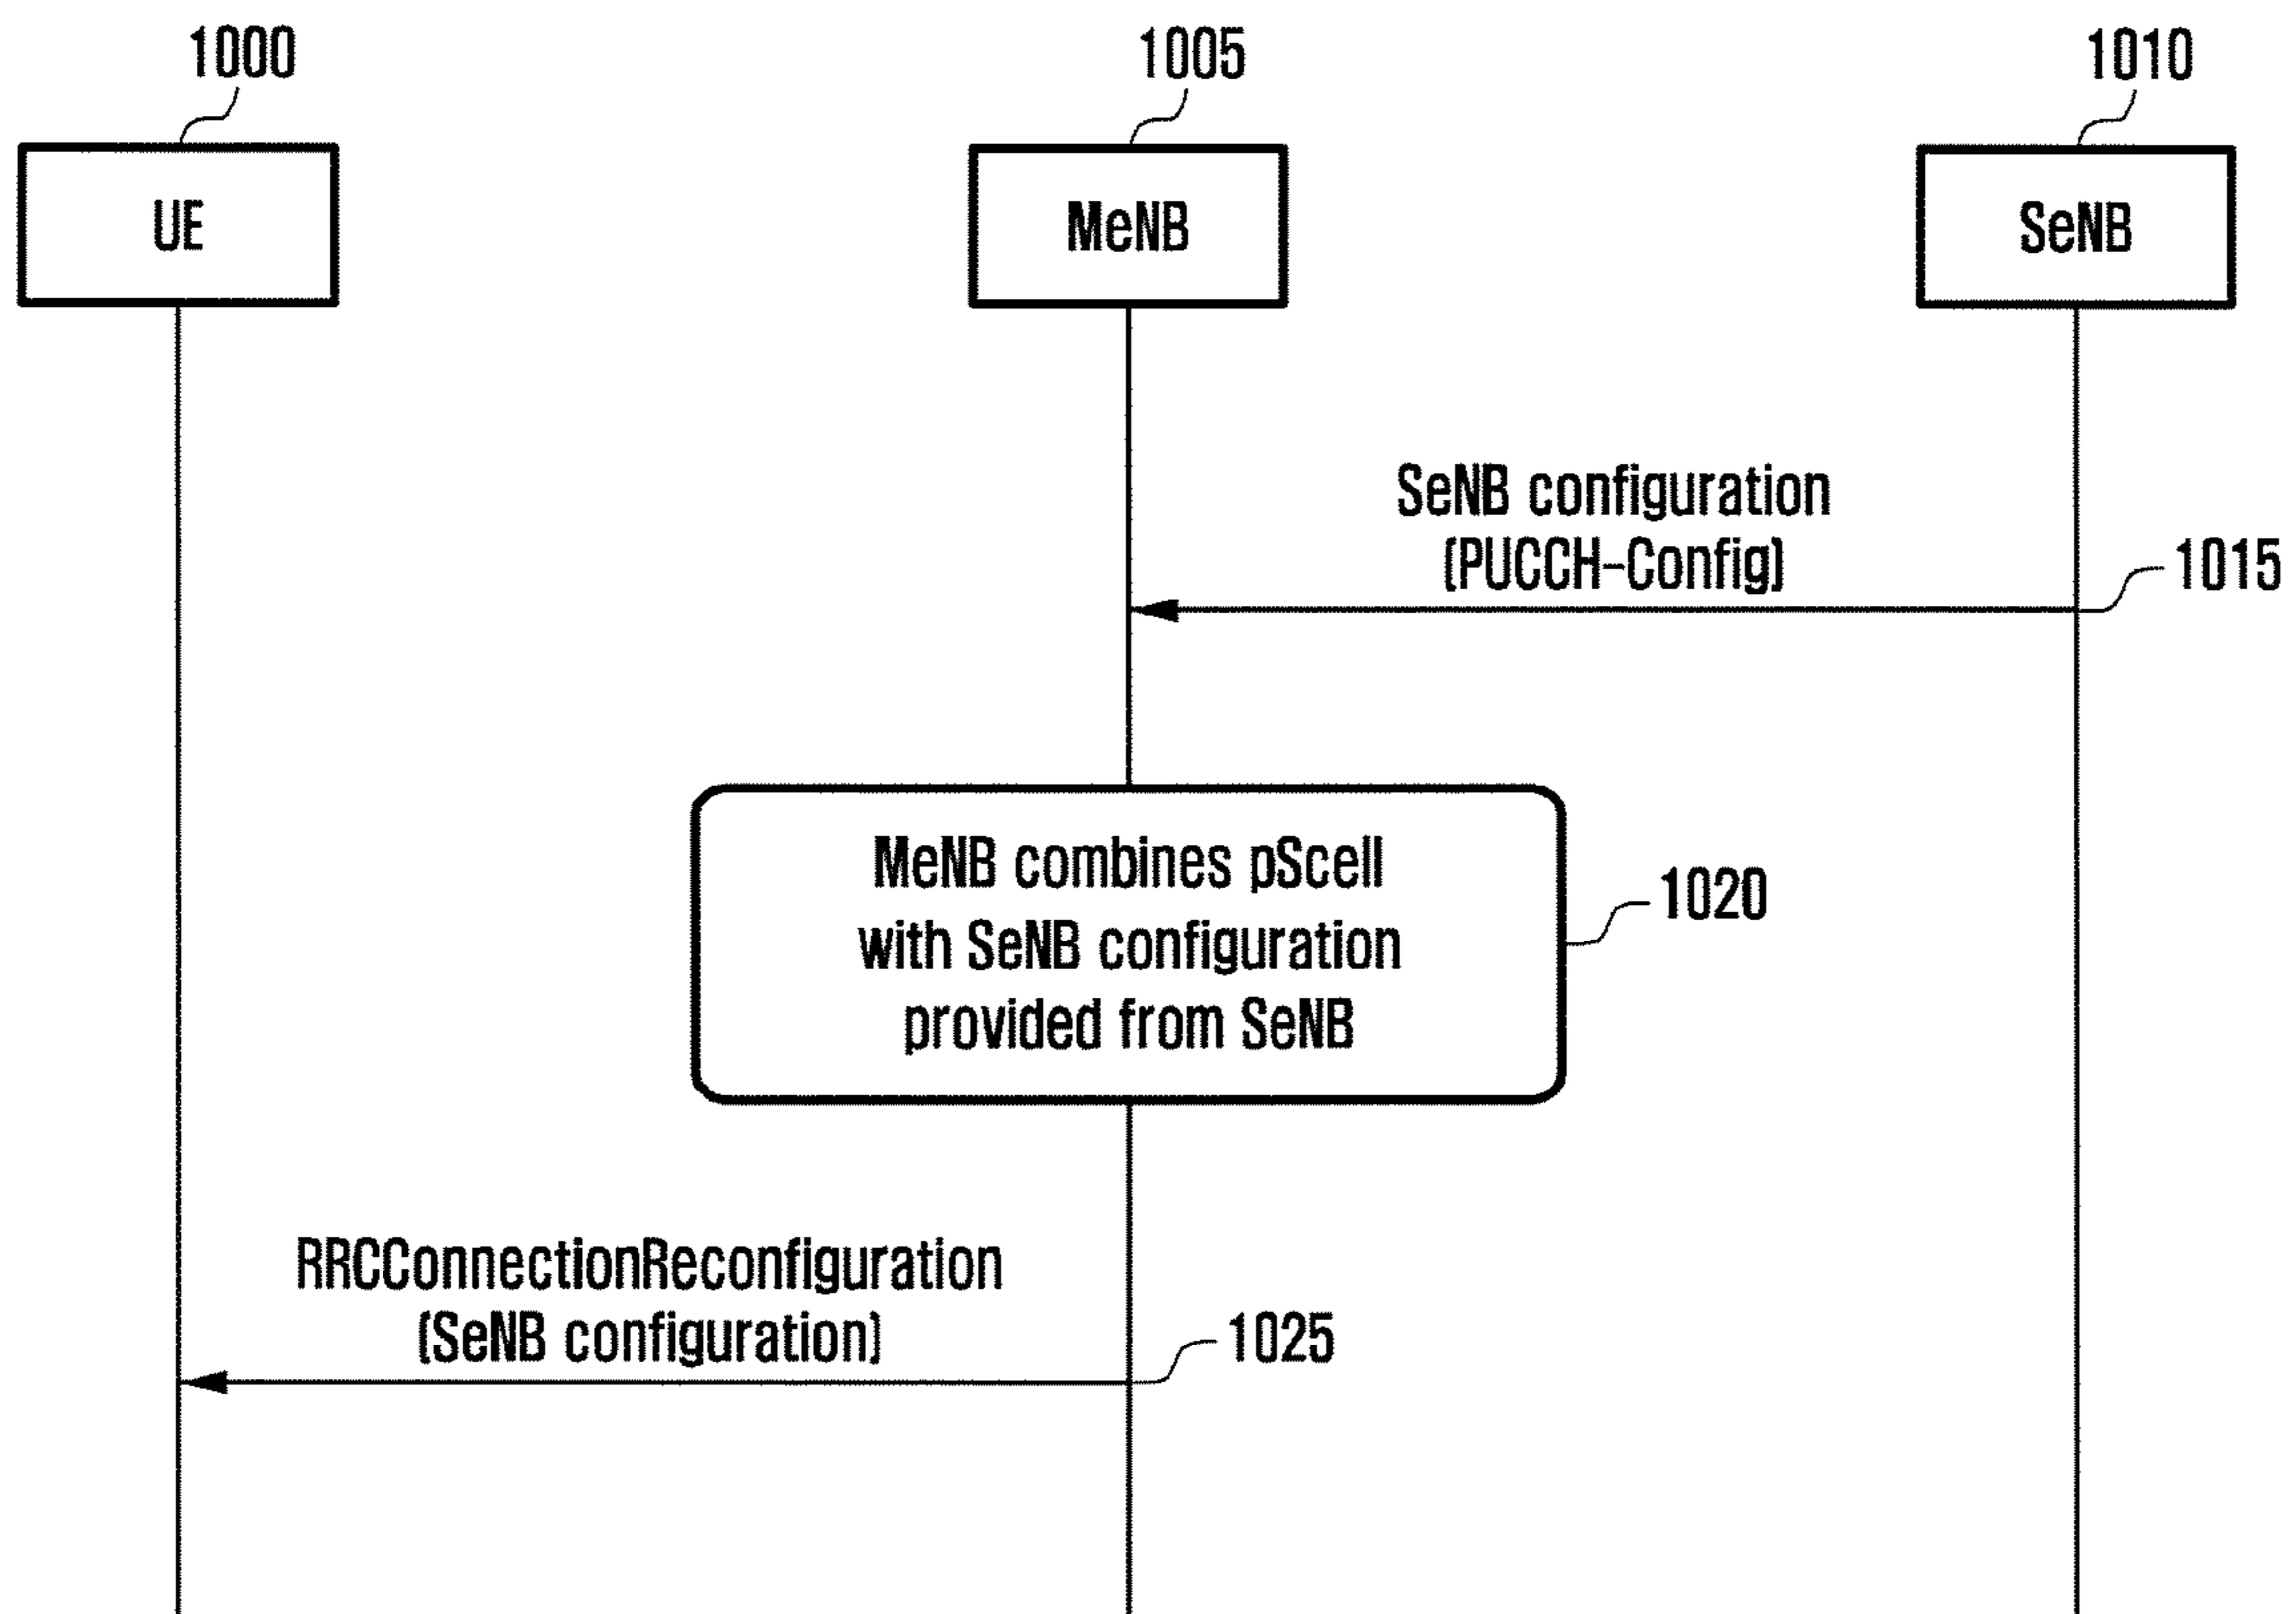 1000
1005
1010
UE
MeNB
SeNB
SeNB configuration
(PUCCH-Config)
1015
MeNB combines pScell
with SeNB configuration
provided from SeNB
1020
RRCConnectionReconfiguration
(SeNB configuration)
1025